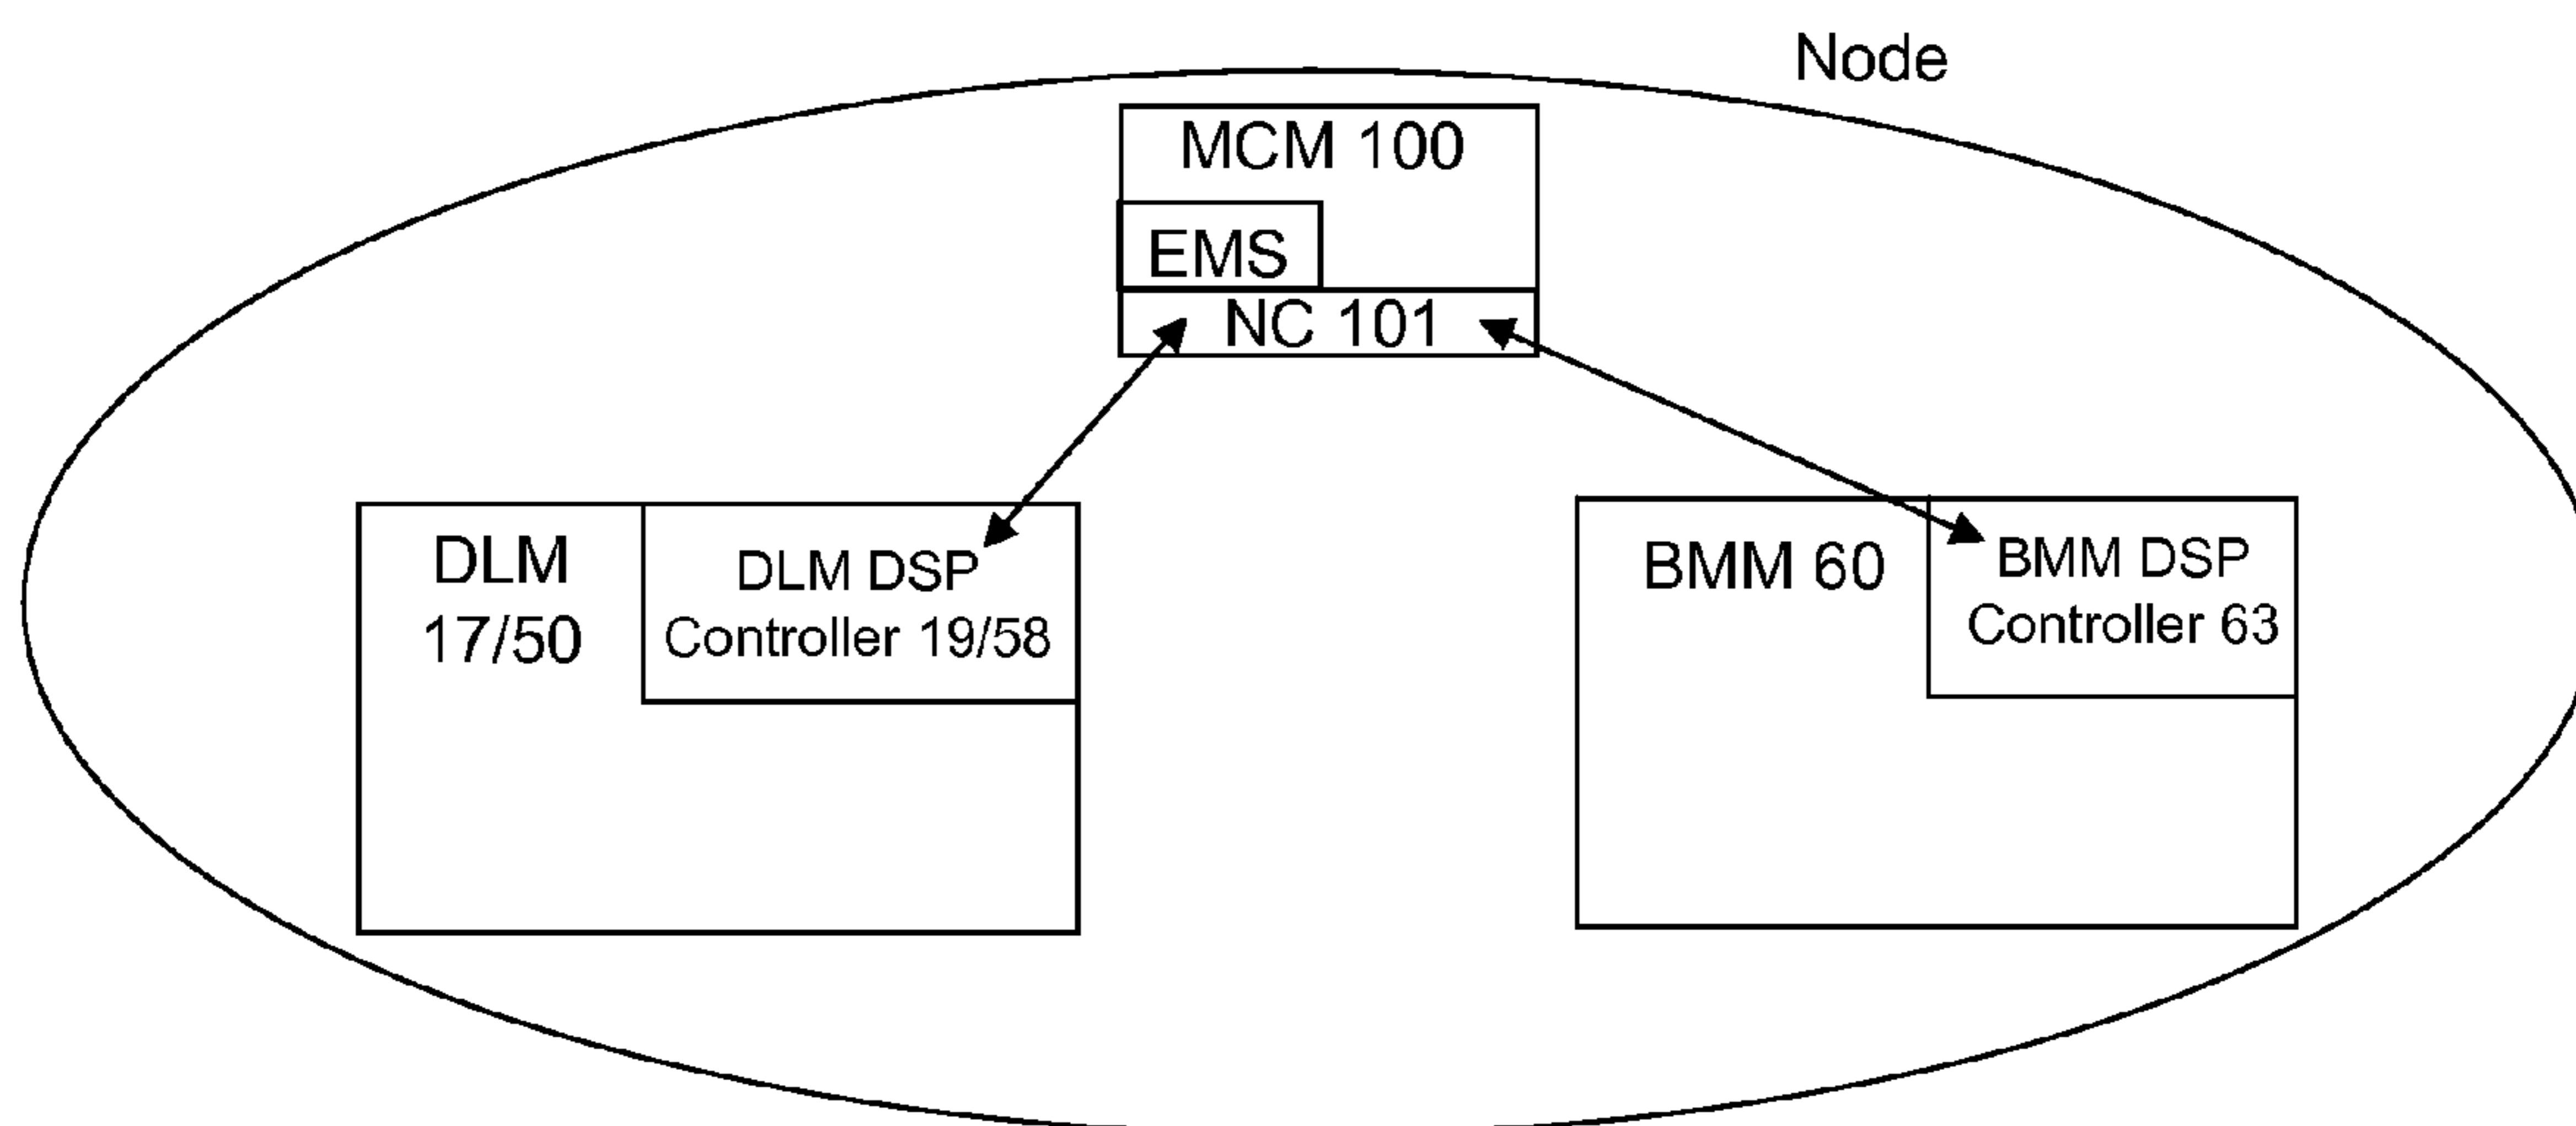 Node
MCM 100
EMS
NC 101
DLM
17/50
DLM DSP
Controller 19/58
BMM 60
BMM DSP
Controller 63